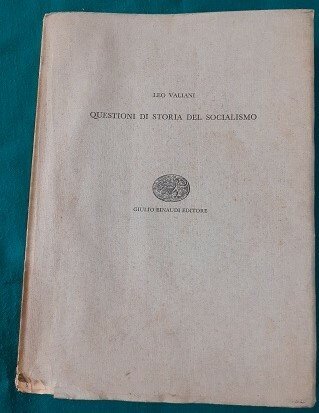 LEO VALIANI
QUESTIONI DI STORIA DEL SOCIALISMO
GIULIO EINAUDI EDITORE